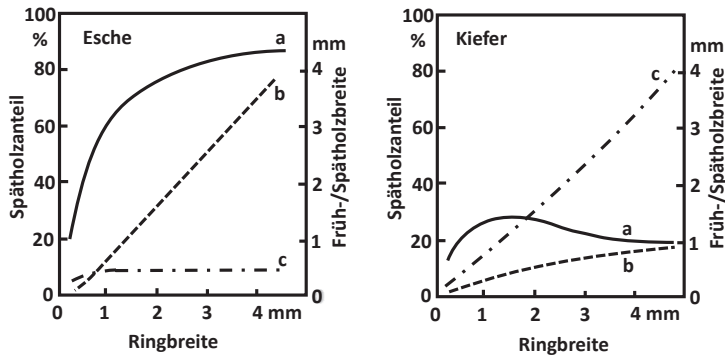 100
%
80
60
40
20
0
Spätholzanteil
Esche
a
b
c
mm
4
3
2
1
0
Früh-/Spätholzbreite
0 1 2 3 4 mm
Ringbreite
100
%
80
60
40
20
0
Spätholzanteil
Kiefer
c
a
b
mm
4
3
2
1
0
Früh-/Spätholzbreite
0 1 2 3 4 mm
Ringbreite